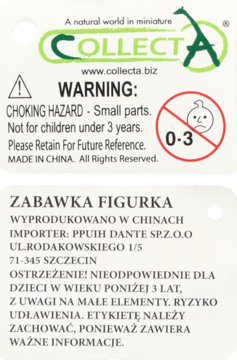 A natural world in miniature
COLLECTA
www.collecta.biz
WARNING:
CHOKING HAZARD - Small parts.
Not for children under 3 years.
Please Retain For Future Reference.
MADE IN CHINA. All Rights Reserved.
0-3
ZABAWKA FIGURKA
WYPRODUKOWANO W CHINACH
IMPORTER: PPUIH DANTE SP.Z.O.O
UL.RODAKOWSKIEGO 1/5
71-345 SZCZECIN
OSTRZEŻENIE! NIEODPOWIEDNIE DLA
DZIECI W WIEKU PONIŻEJ 3 LAT,
Z UWAGI NA MAŁE ELEMENTY. RYZYKO
UDŁAWIENIA. ETYKIETĘ NALEŻY
ZACHOWAĆ, PONIEWAŻ ZAWIERA
WAŻNE INFORMACJE.